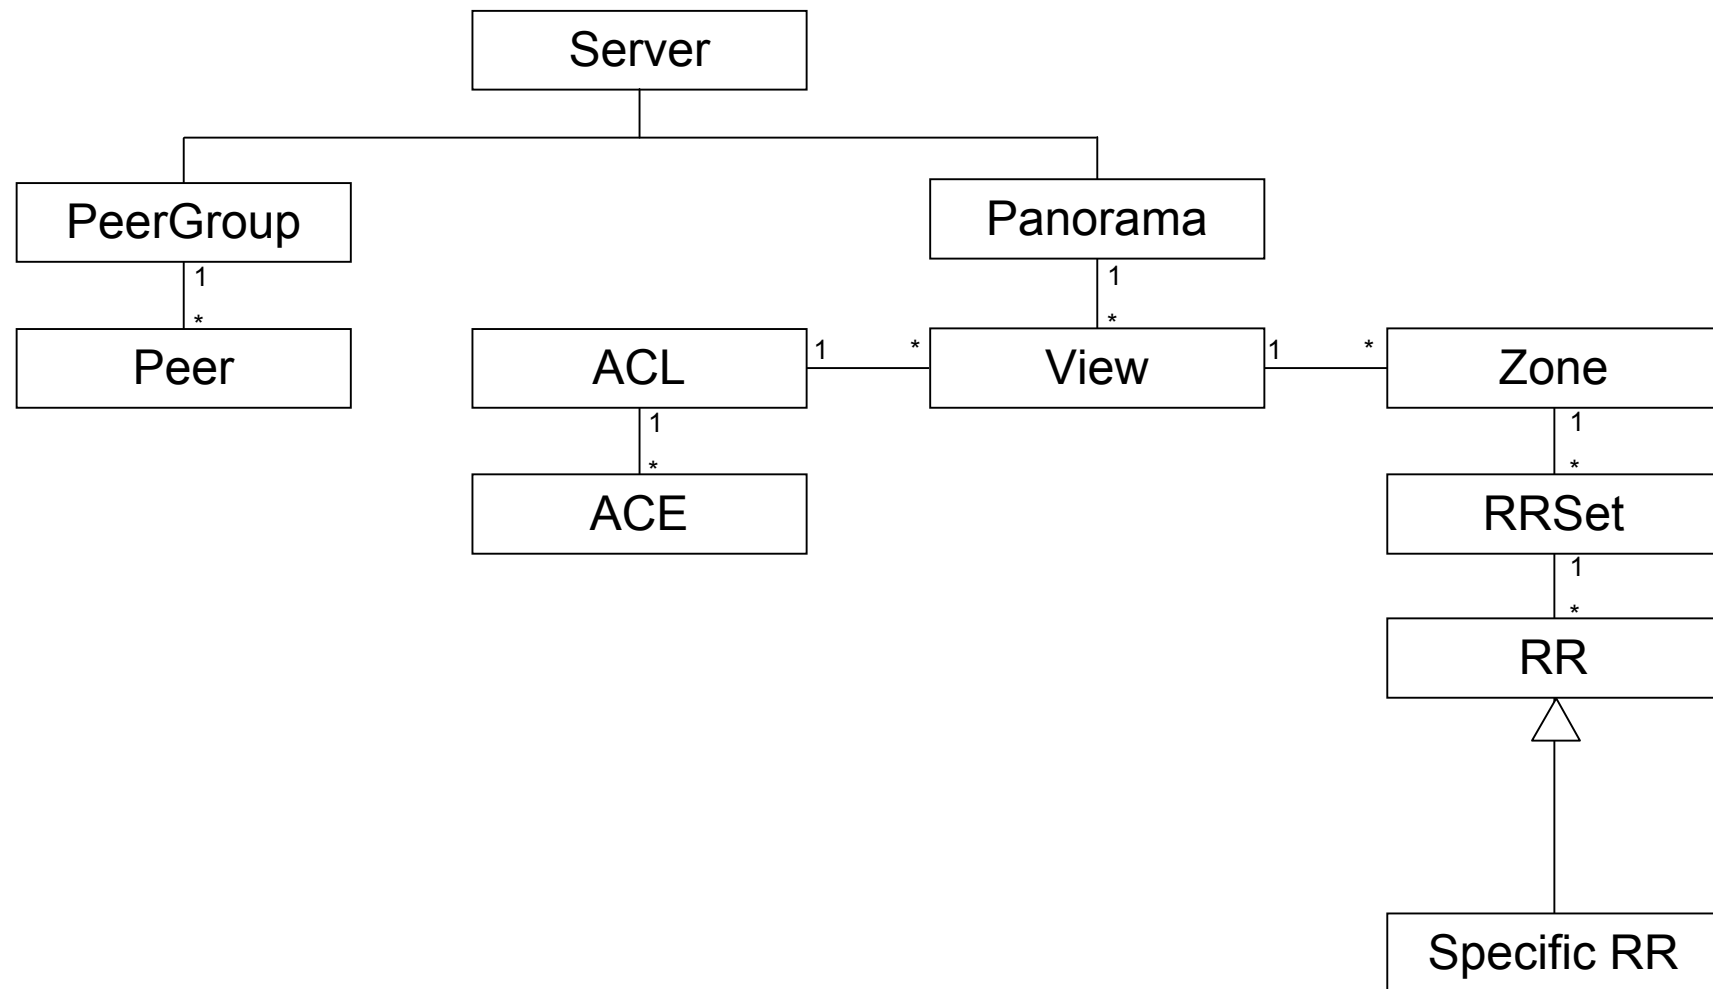 Server
PeerGroup
Panorama
1
1
*
*
Peer
ACL
1
*
View
1
*
Zone
1
1
*
*
ACE
RRSet
1
*
RR
Specific RR